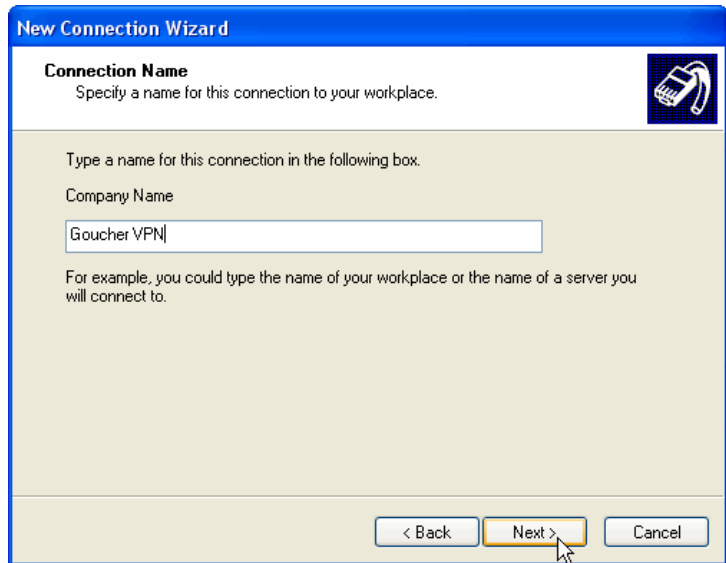 New Connection Wizard
Connection Name
Specify a name for this connection to your workplace.
Type a name for this connection in the following box.
Company Name
Goucher VPN
For example, you could type the name of your workplace or the name of a server you
will connect to.
< Back Next > Cancel